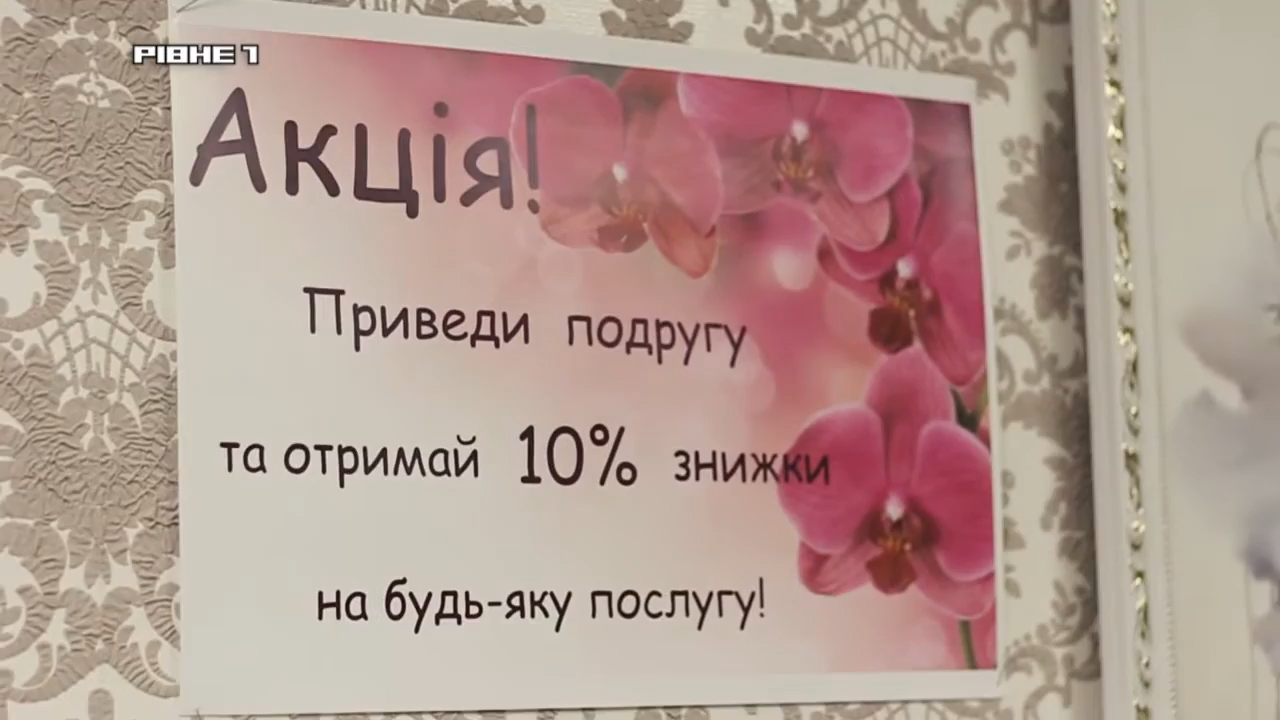 РІВНЕ 1
Акція!
Приведи подругу
та отримай 10% знижки
на будь-яку послугу!